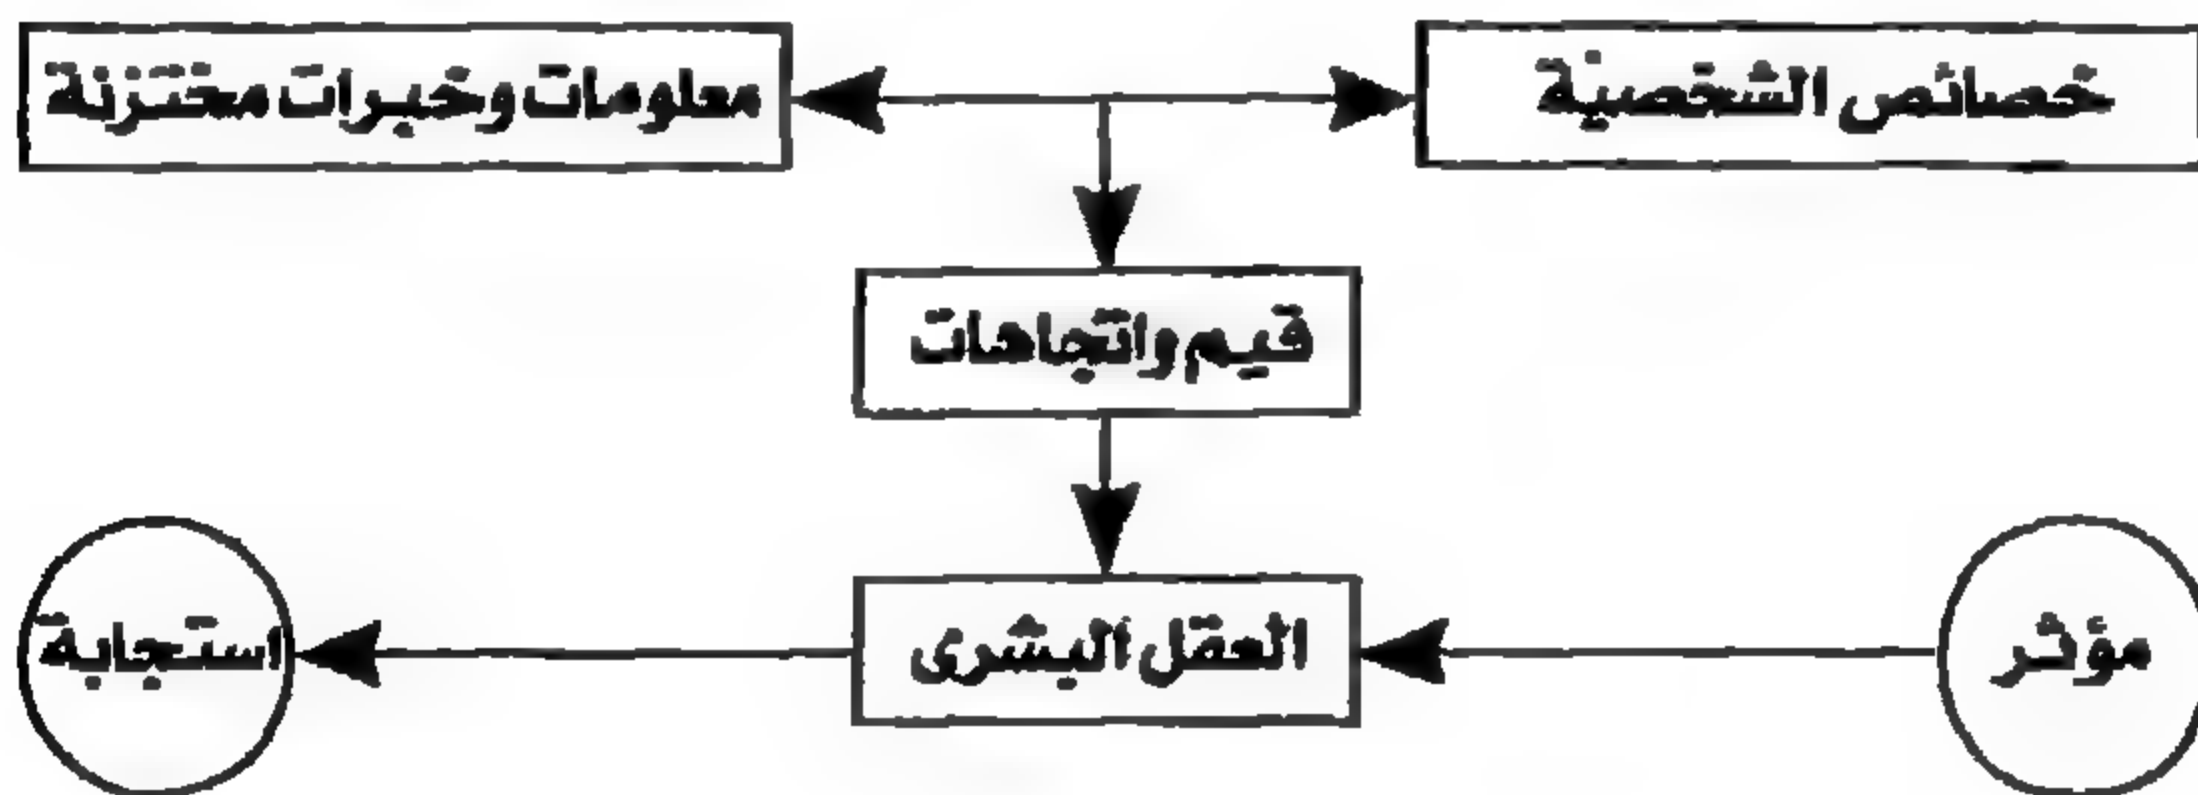 خصائص الشخصية
معلومات وخبرات مختزنة
قيم واتجاهات
مؤثر
العقل البشرى
استجابة